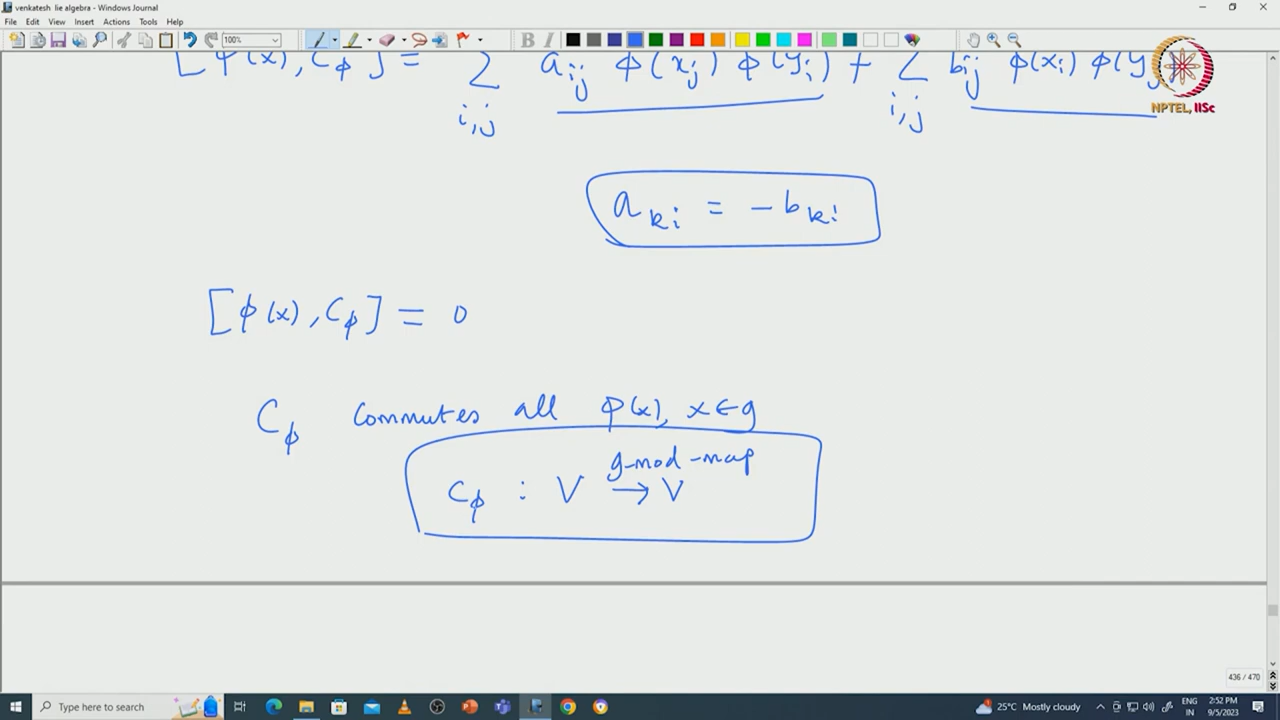 venkatesh lie algebra - Windows Journal
File Edit View Insert Actions Tools Help
100% B I
[φ(x), C_φ] = Σ_{i,j} a_{ij} φ(x_j) φ(y_i) + Σ_{i,j} b_{ij} φ(x_i) φ(y_j)
NPTEL, IISc
a_{ki} = - b_{ki}
[φ(x), C_φ] = 0
C_φ commutes all φ(x), x ∈ g
g-mod-map
C_φ : V → V
436 / 470
Type here to search
25°C Mostly cloudy
ENG
IN
2:52 PM
9/5/2023